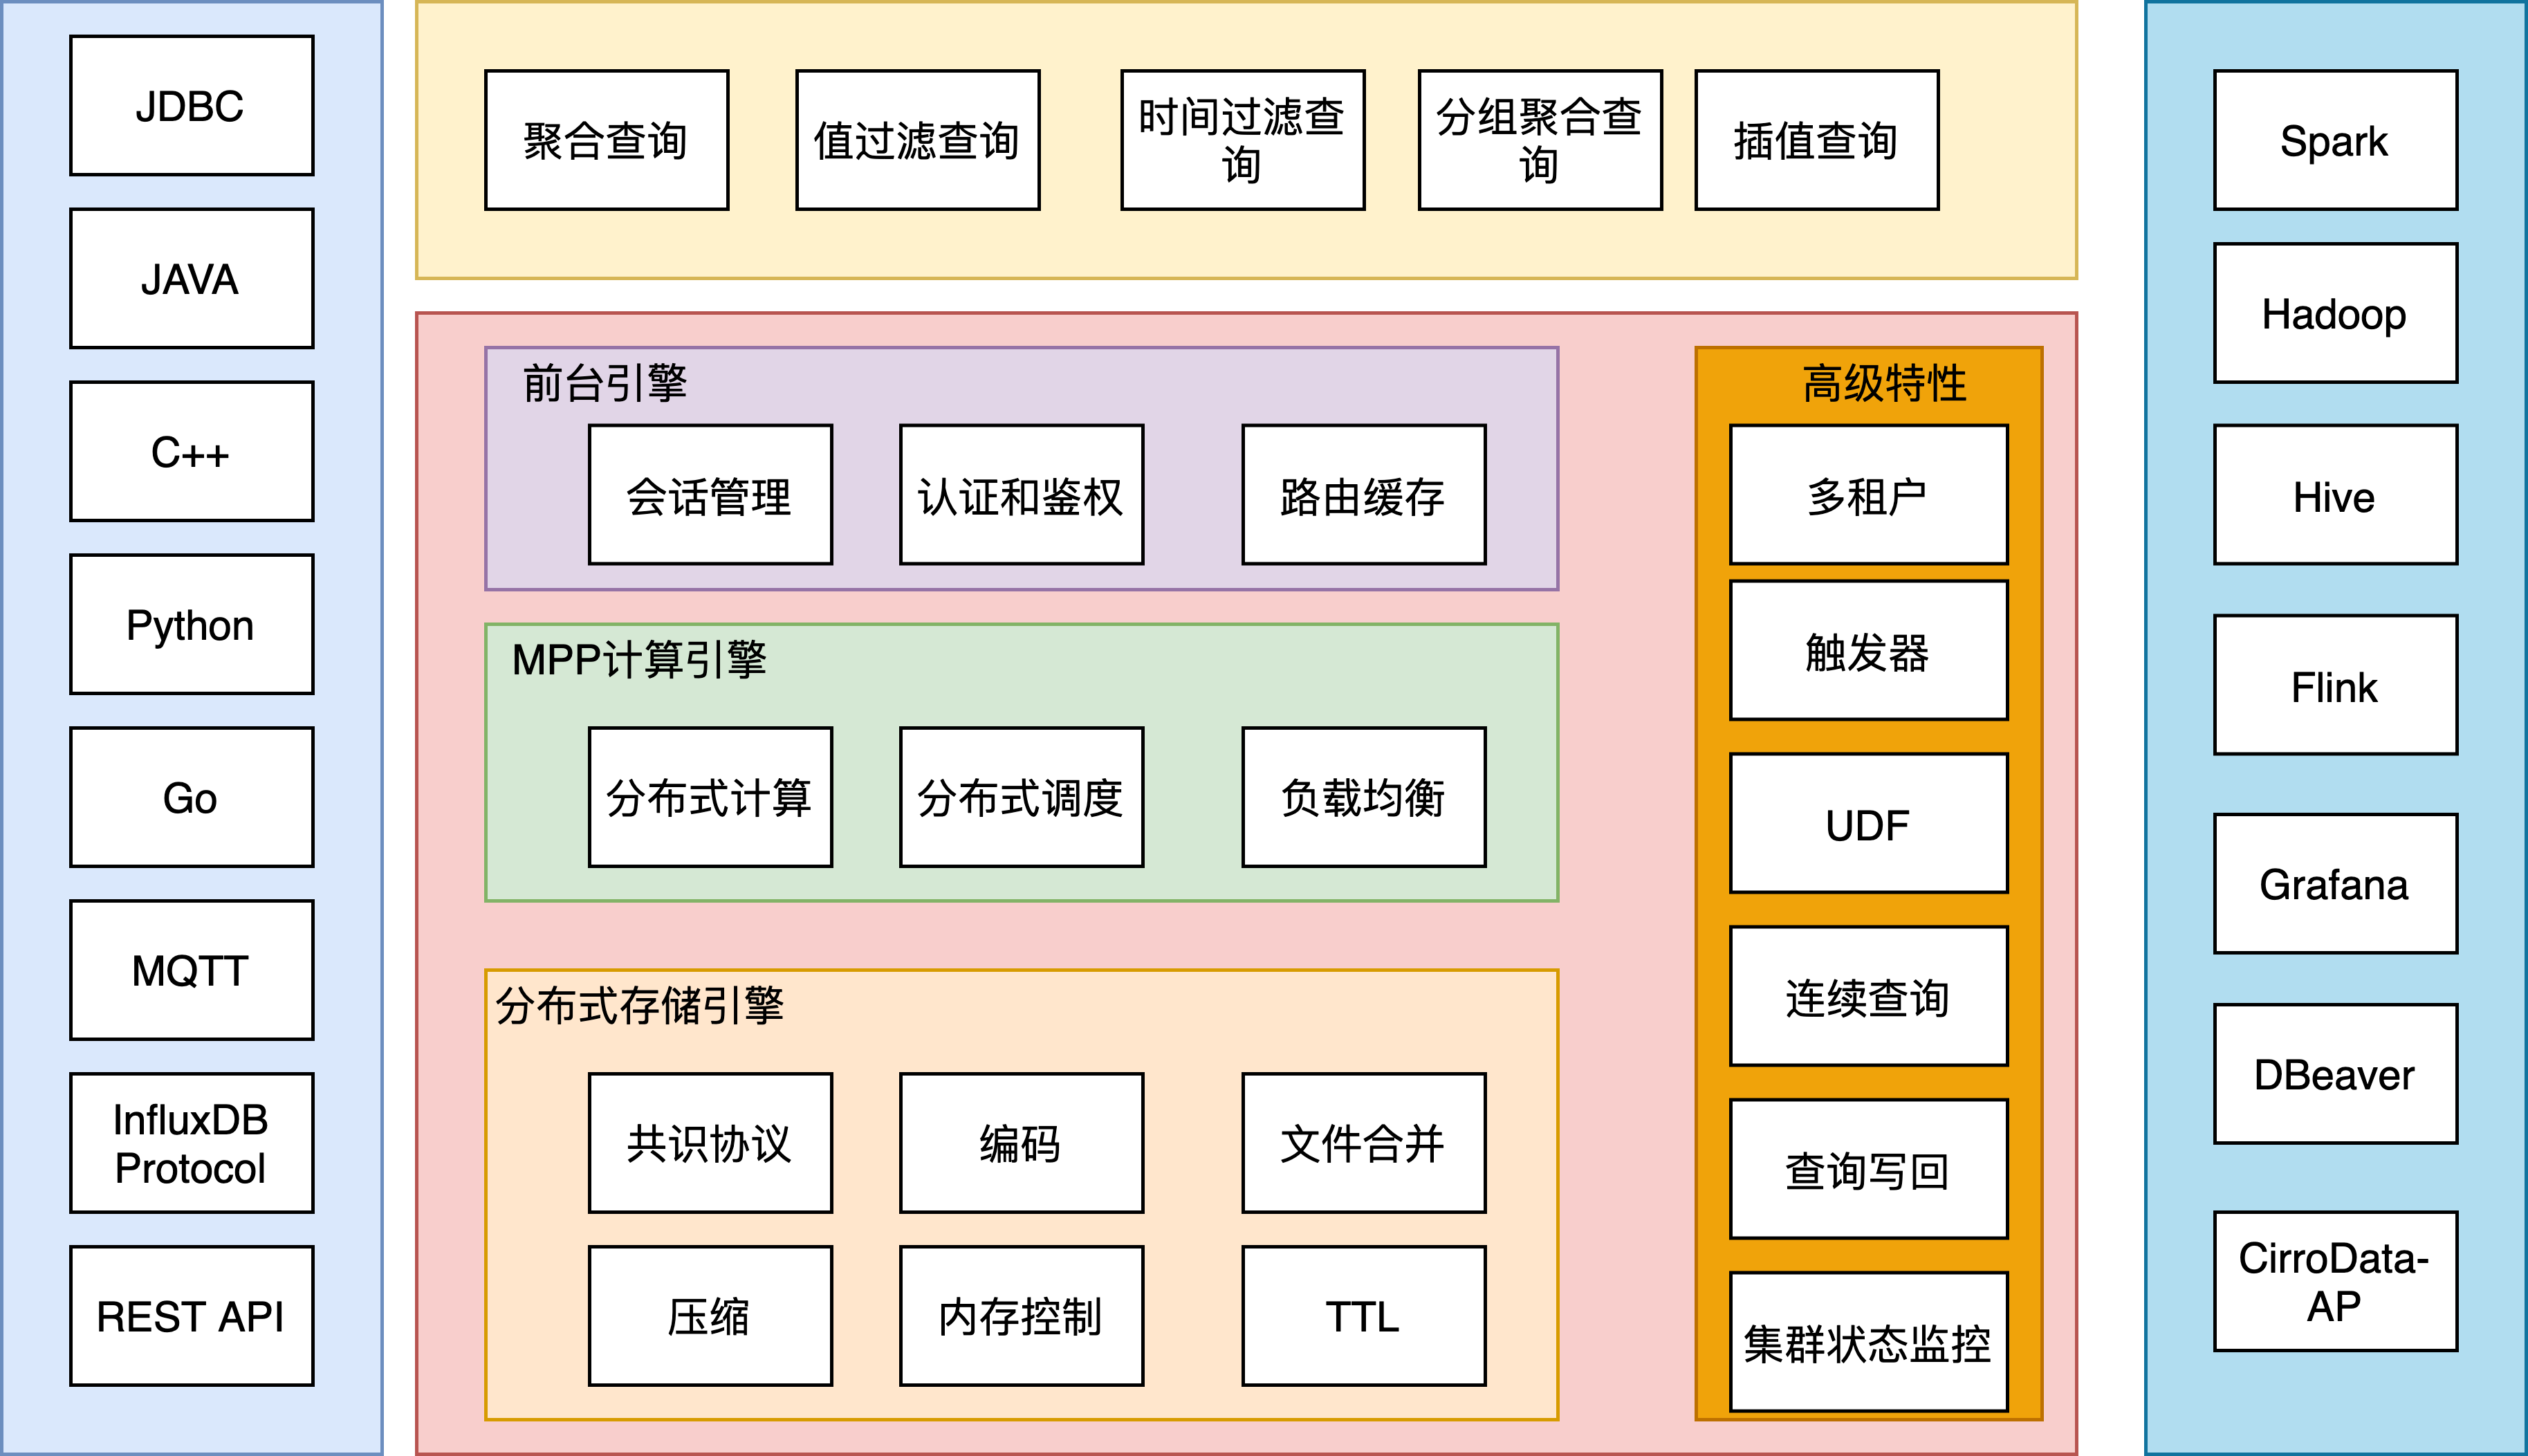 JDBC
JAVA
C++
Python
Go
MQTT
InfluxDB
Protocol
REST API
聚合查询
值过滤查询
时间过滤查
询
分组聚合查
询
插值查询
前台引擎
会话管理
认证和鉴权
路由缓存
MPP计算引擎
分布式计算
分布式调度
负载均衡
分布式存储引擎
共识协议
编码
文件合并
压缩
内存控制
TTL
高级特性
多租户
触发器
UDF
连续查询
查询写回
集群状态监控
Spark
Hadoop
Hive
Flink
Grafana
DBeaver
CirroData-
AP